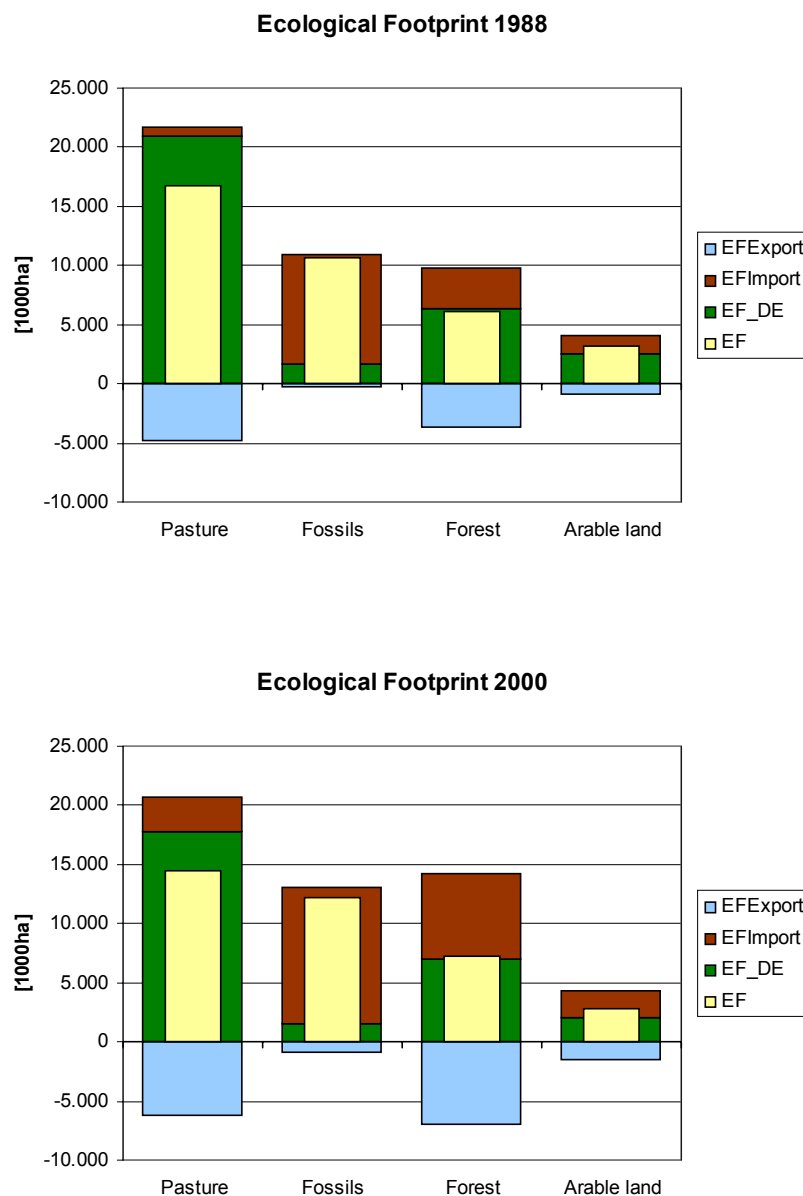 Ecological Footprint 1988
25.000
20.000
15.000
10.000
5.000
0
-5.000
-10.000
[1000ha]
Pasture Fossils Forest Arable land
EFExport
EFImport
EF_DE
EF
Ecological Footprint 2000
25.000
20.000
15.000
10.000
5.000
0
-5.000
-10.000
[1000ha]
Pasture Fossils Forest Arable land
EFExport
EFImport
EF_DE
EF